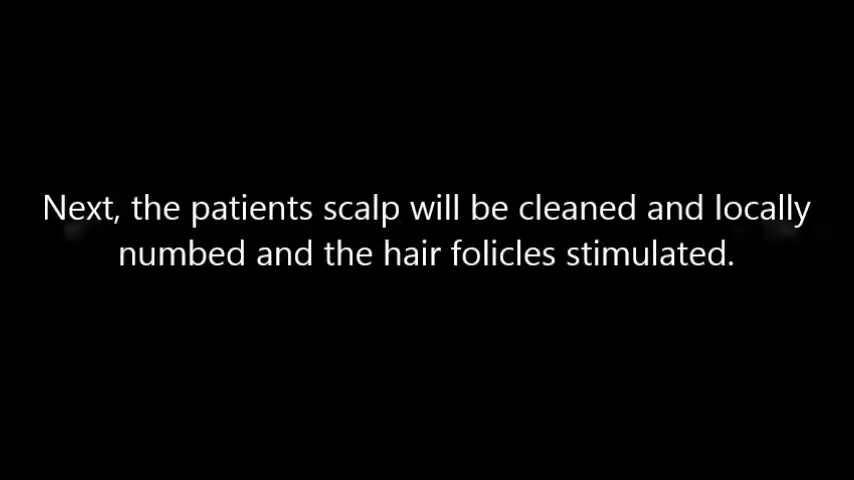 Next, the patients scalp will be cleaned and locally
numbed and the hair folicles stimulated.